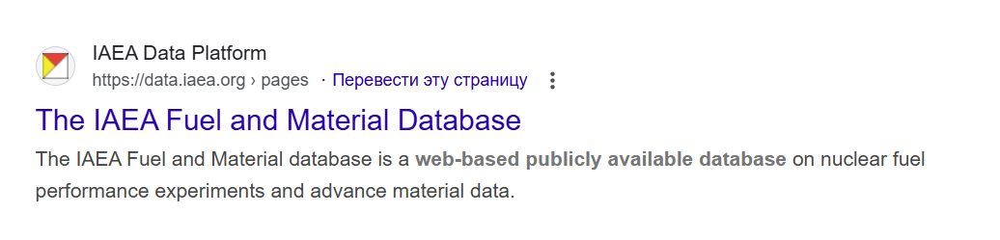 IAEA Data Platform
https://data.iaea.org › pages · Перевести эту страницу
The IAEA Fuel and Material Database
The IAEA Fuel and Material database is a web-based publicly available database on nuclear fuel
performance experiments and advance material data.